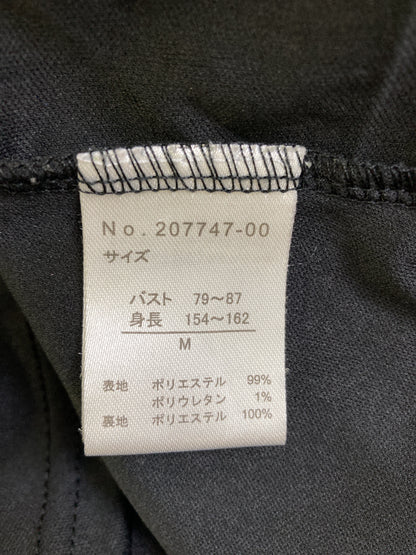 No. 207747-00
サイズ
バスト 79～87
身長 154～162
M
表地 ポリエステル 99%
ポリウレタン 1%
裏地 ポリエステル 100%